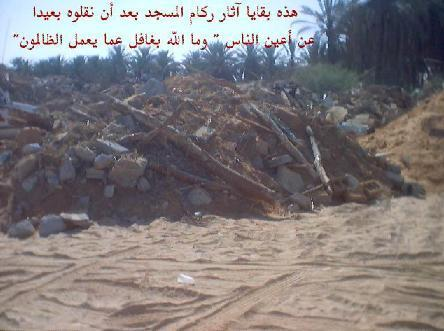 هذه بقايا آثار ركام المسجد بعد أن نقلوه بعيدا
عن أعين الناس " وما الله بغافل عما يعمل الظالمون"